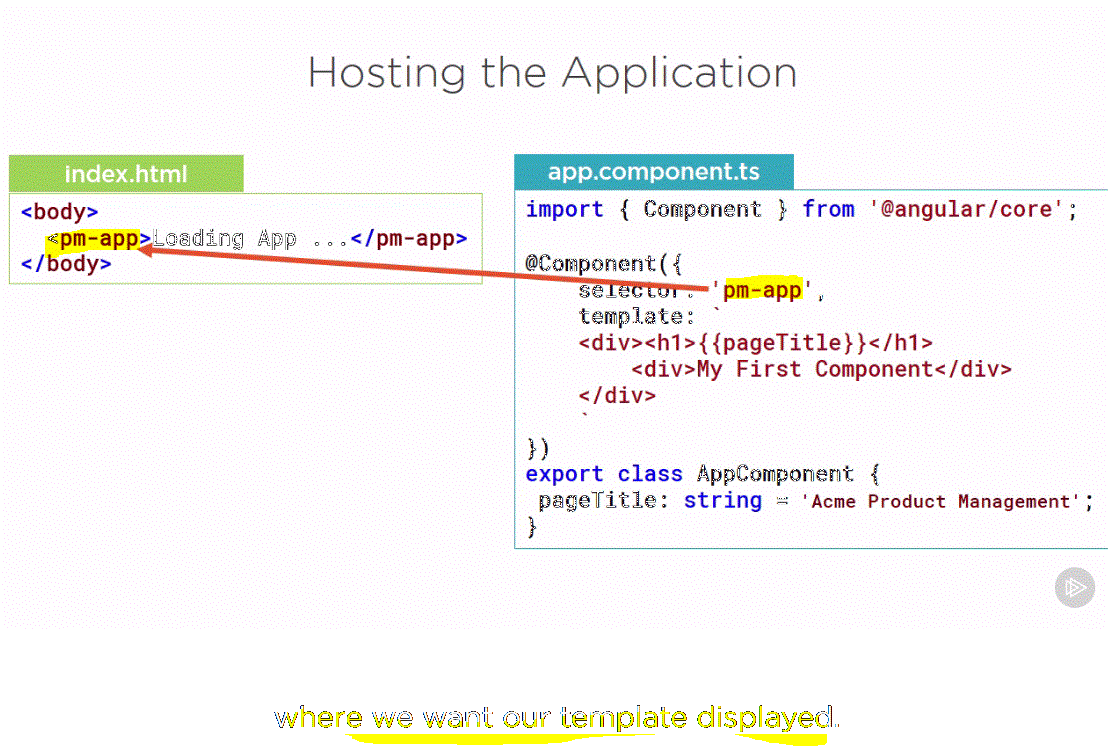 Hosting the Application
index.html
<body>
<pm-app>Loading App ...</pm-app>
</body>
app.component.ts
import { Component } from '@angular/core';
@Component({
selector: 'pm-app',
template: `
<div><h1>{{pageTitle}}</h1>
<div>My First Component</div>
</div>
`
})
export class AppComponent {
pageTitle: string = 'Acme Product Management';
}
where we want our template displayed.